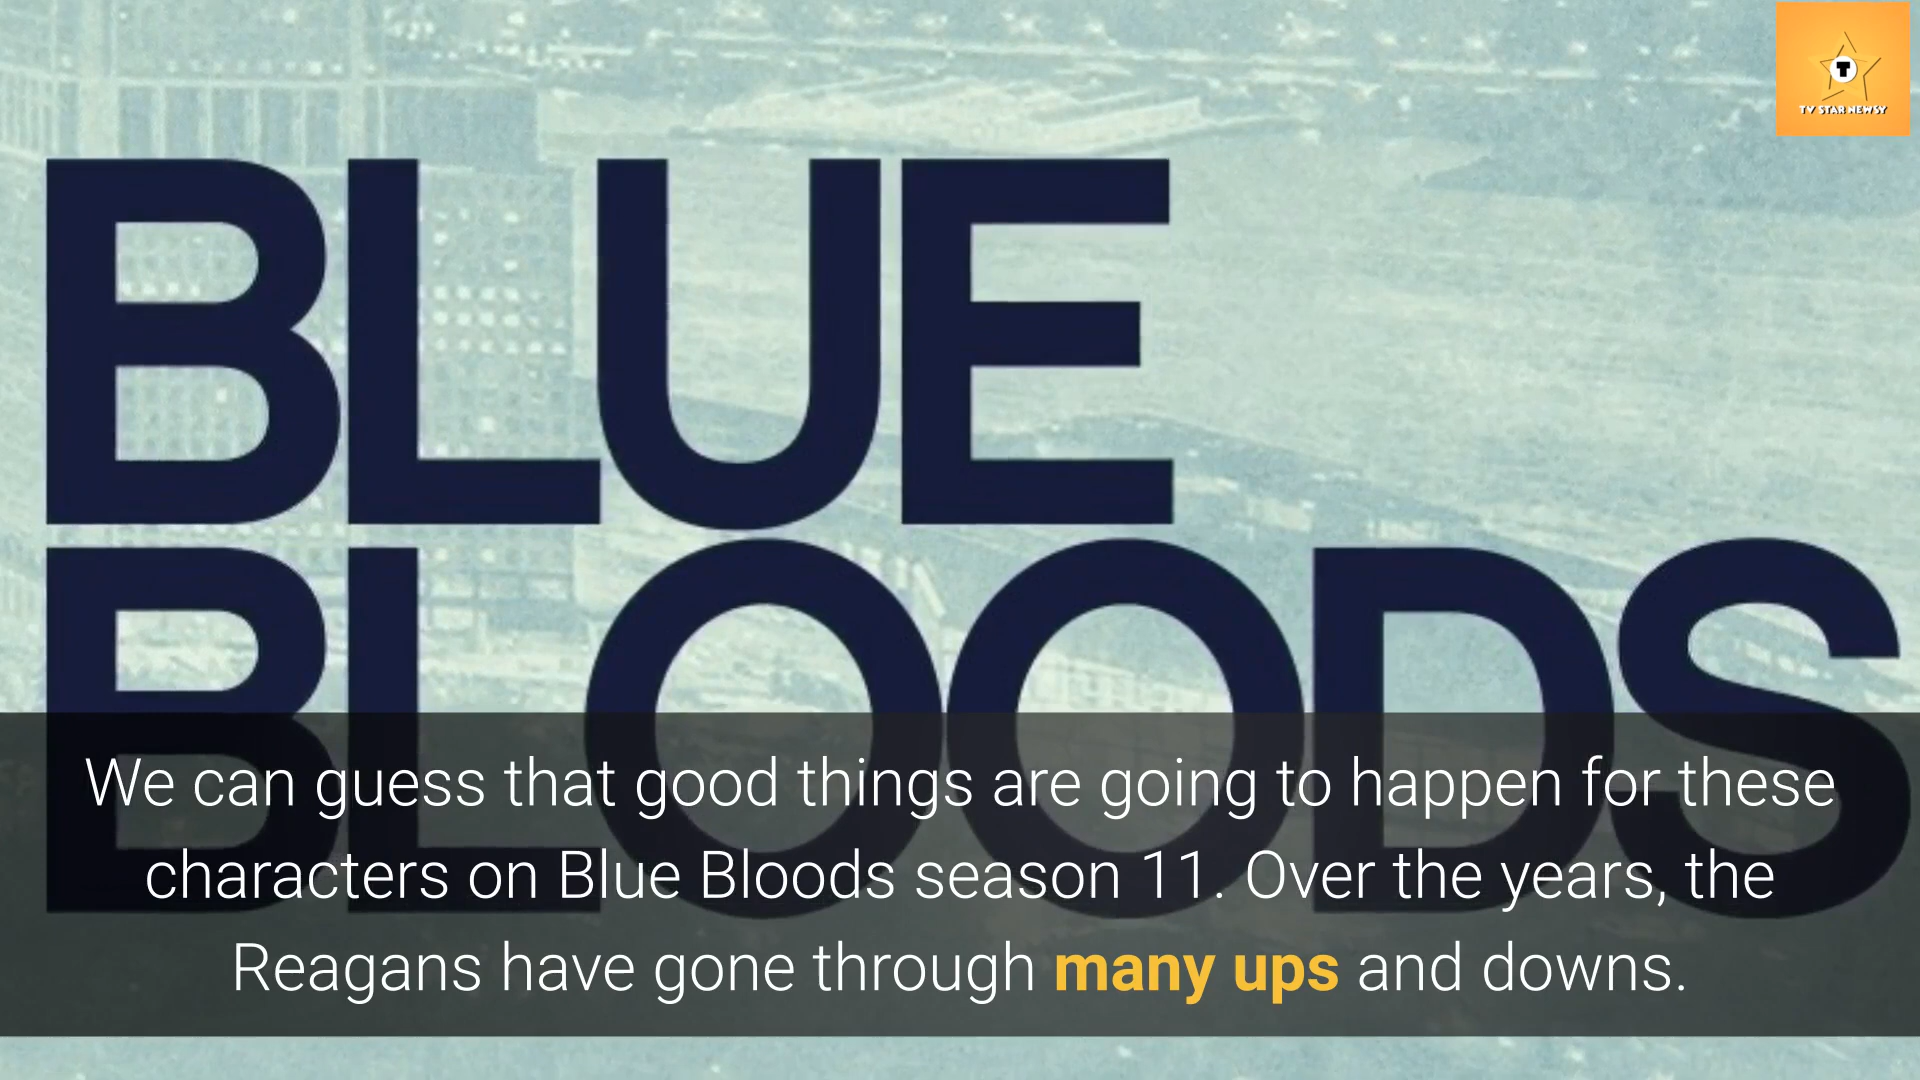 T
TV STAR NEWSY
BLUE
BLOODS
We can guess that good things are going to happen for these
characters on Blue Bloods season 11. Over the years, the
Reagans have gone through many ups and downs.